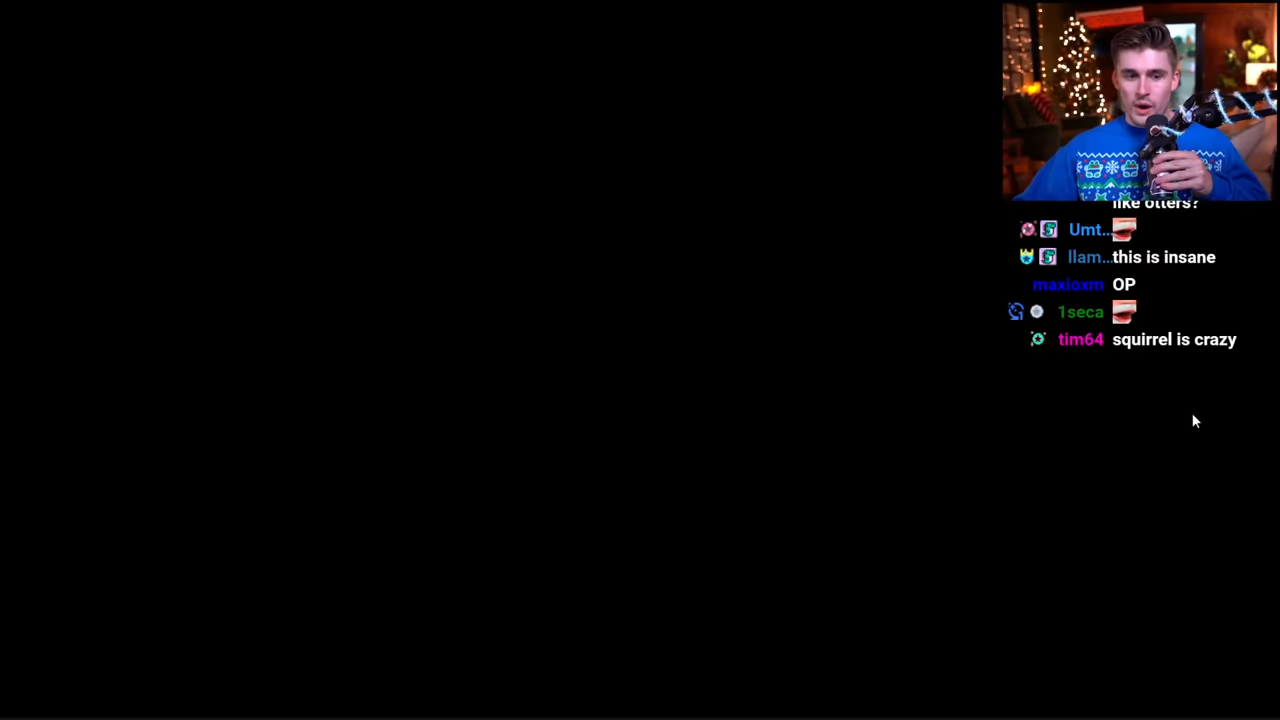 like otters?
Umt...
llam... this is insane
maxioxm OP
1seca
tim64 squirrel is crazy